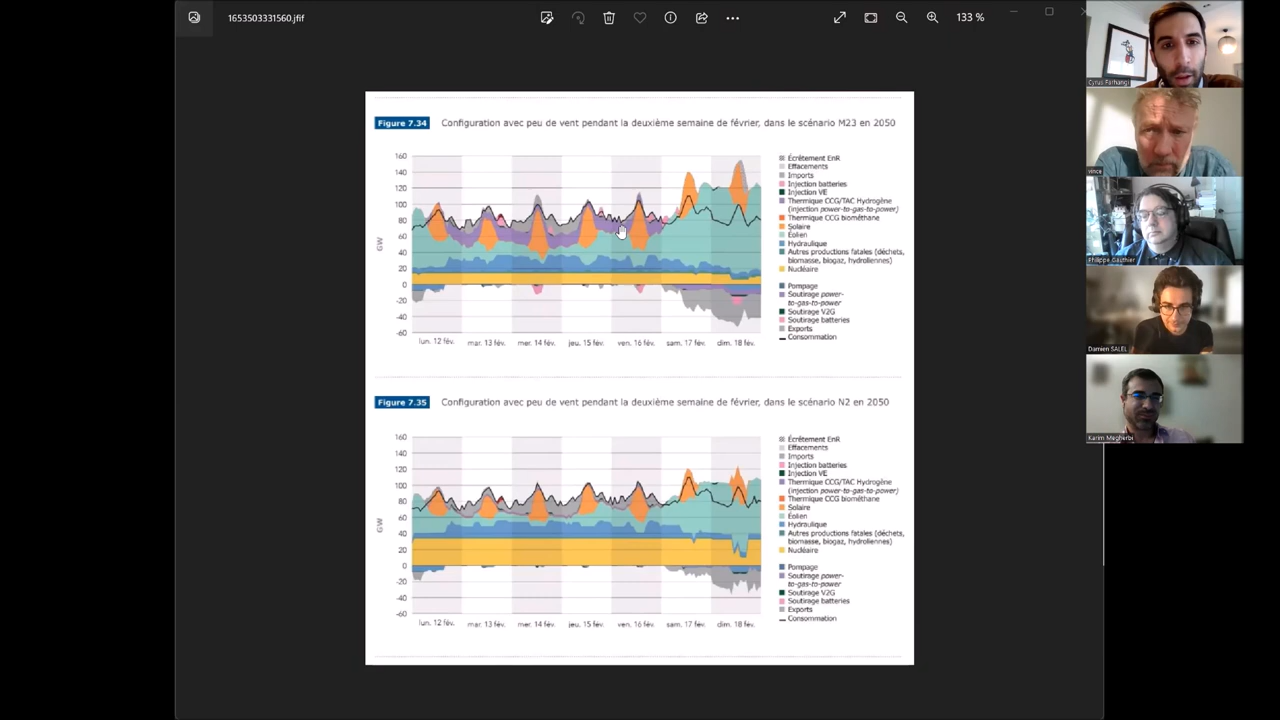 1653503331560.jfif
133 %
Figure 7.34 Configuration avec peu de vent pendant la deuxième semaine de février, dans le scénario M23 en 2050
160
140
120
100
80
60
40
20
0
-20
-40
-60
GW
lun. 12 fév. mar. 13 fév. mer. 14 fév. jeu. 15 fév. ven. 16 fév. sam. 17 fév. dim. 18 fév.
Écrêtement EnR
Effacements
Imports
Injection batteries
Injection VE
Thermique CCG/TAC Hydrogène
(injection power-to-gas-to-power)
Thermique CCG biométhane
Solaire
Éolien
Hydraulique
Autres productions fatales (déchets,
biomasse, biogaz, hydroliennes)
Nucléaire
Pompage
Soutirage power-
to-gas-to-power
Soutirage V2G
Soutirage batteries
Exports
Consommation
Figure 7.35 Configuration avec peu de vent pendant la deuxième semaine de février, dans le scénario N2 en 2050
160
140
120
100
80
60
40
20
0
-20
-40
-60
GW
lun. 12 fév. mar. 13 fév. mer. 14 fév. jeu. 15 fév. ven. 16 fév. sam. 17 fév. dim. 18 fév.
Écrêtement EnR
Effacements
Imports
Injection batteries
Injection VE
Thermique CCG/TAC Hydrogène
(injection power-to-gas-to-power)
Thermique CCG biométhane
Solaire
Éolien
Hydraulique
Autres productions fatales (déchets,
biomasse, biogaz, hydroliennes)
Nucléaire
Pompage
Soutirage power-
to-gas-to-power
Soutirage V2G
Soutirage batteries
Exports
Consommation
Cyrus Farhangi
vince
Philippe Gauthier
Damien SALEL
Karim Megherbi